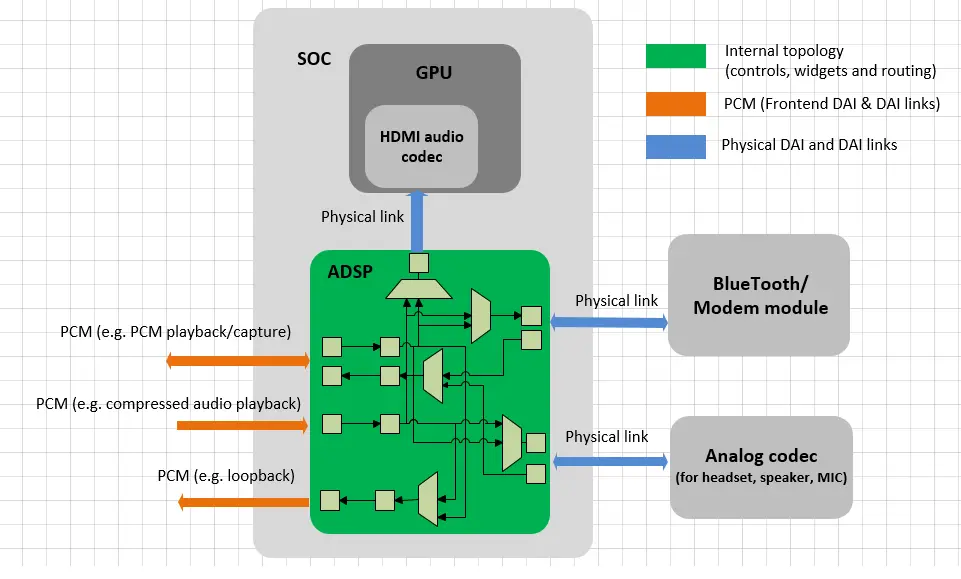 SOC
GPU
HDMI audio
codec
Internal topology
(controls, widgets and routing)
PCM (Frontend DAI & DAI links)
Physical DAI and DAI links
Physical link
ADSP
PCM (e.g. PCM playback/capture)
PCM (e.g. compressed audio playback)
PCM (e.g. loopback)
Physical link
BlueTooth/
Modem module
Physical link
Analog codec
(for headset, speaker, MIC)